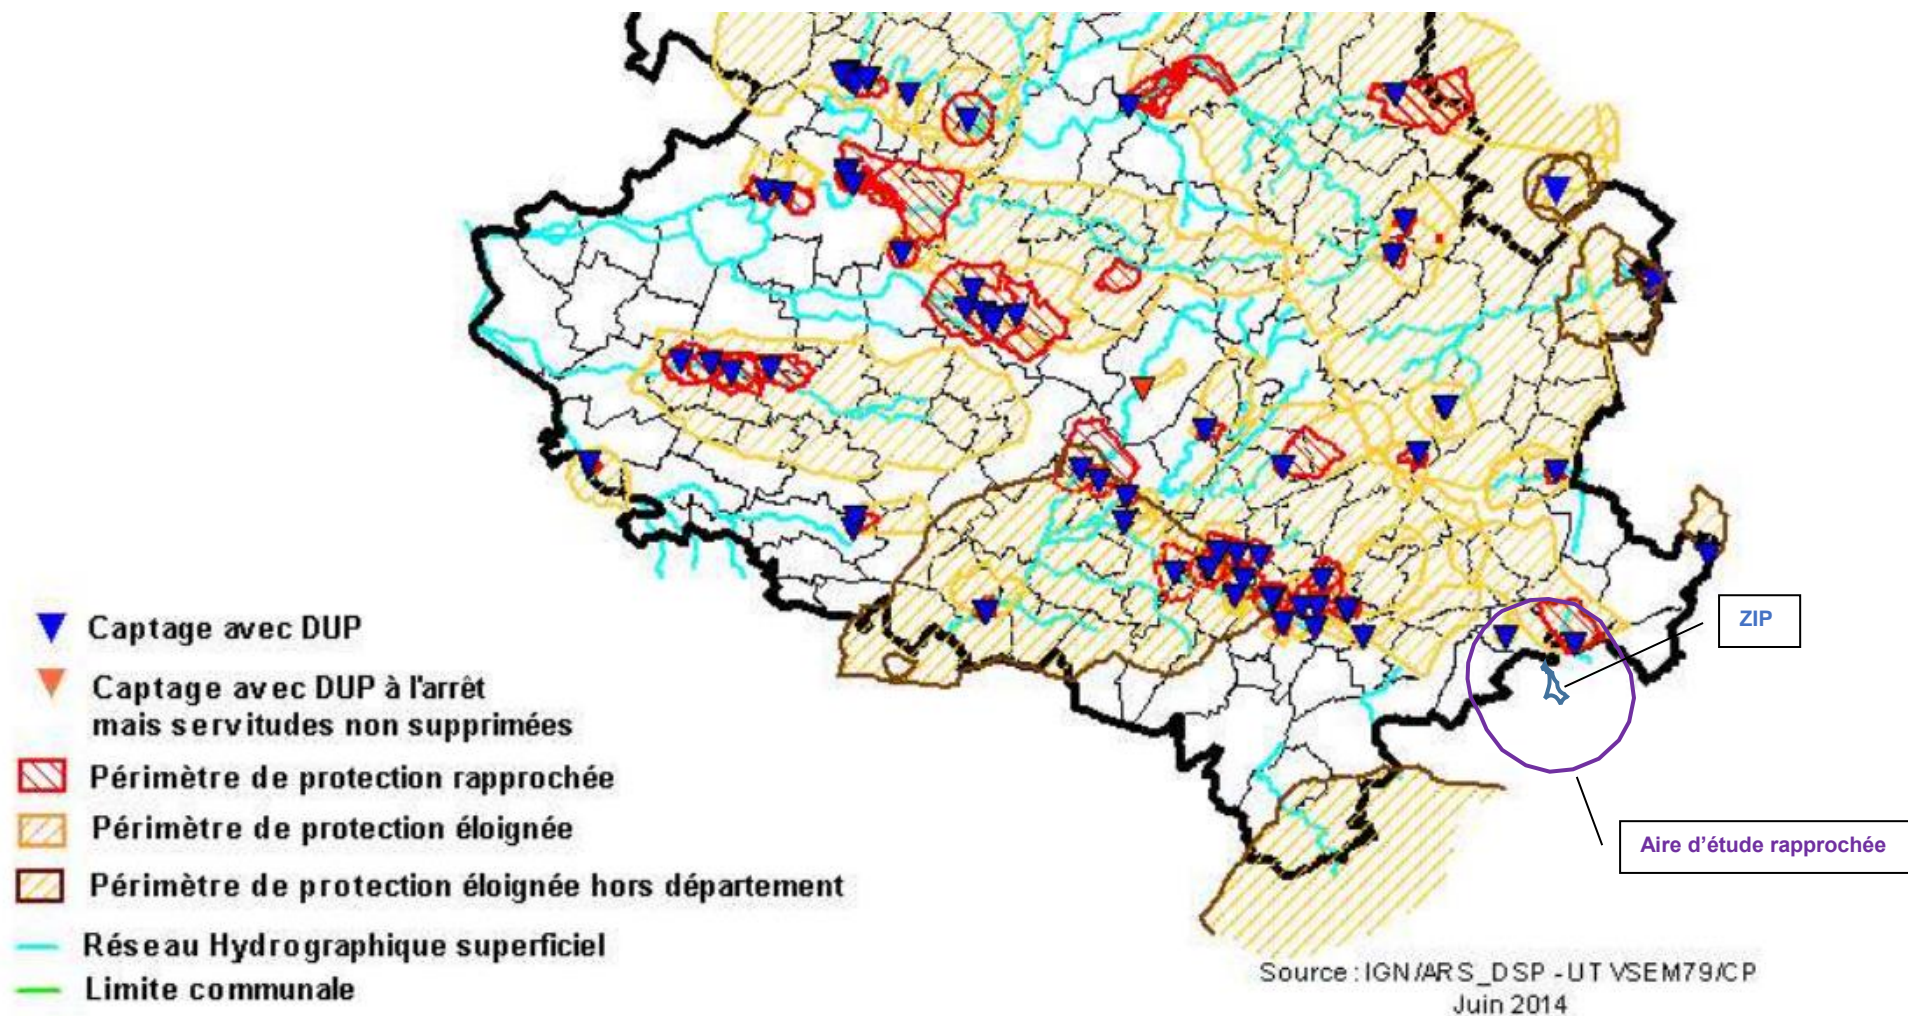 ZIP
Captage avec DUP
Captage avec DUP à l'arrêt
mais servitudes non supprimées
Périmètre de protection rapprochée
Périmètre de protection éloignée
Périmètre de protection éloignée hors département
Réseau Hydrographique superficiel
Limite communale
Aire d’étude rapprochée
Source : IGN/ARS_DSP - UT VSEM79/CP
Juin 2014